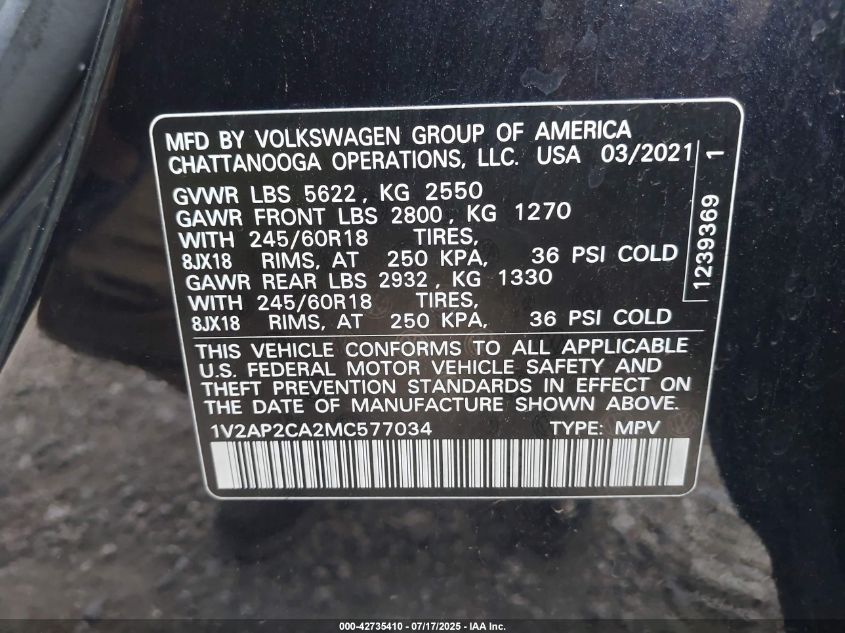 MFD BY VOLKSWAGEN GROUP OF AMERICA
CHATTANOOGA OPERATIONS, LLC. USA 03/2021
GVWR LBS 5622, KG 2550
GAWR FRONT LBS 2800, KG 1270
WITH 245/60R18 TIRES,
8JX18 RIMS, AT 250 KPA, 36 PSI COLD
GAWR REAR LBS 2932, KG 1330
WITH 245/60R18 TIRES,
8JX18 RIMS, AT 250 KPA, 36 PSI COLD
1239369 1
THIS VEHICLE CONFORMS TO ALL APPLICABLE
U.S. FEDERAL MOTOR VEHICLE SAFETY AND
THEFT PREVENTION STANDARDS IN EFFECT ON
THE DATE OF MANUFACTURE SHOWN ABOVE.
1V2AP2CA2MC577034 TYPE: MPV
000-42735410 - 07/17/2025 - IAA Inc.